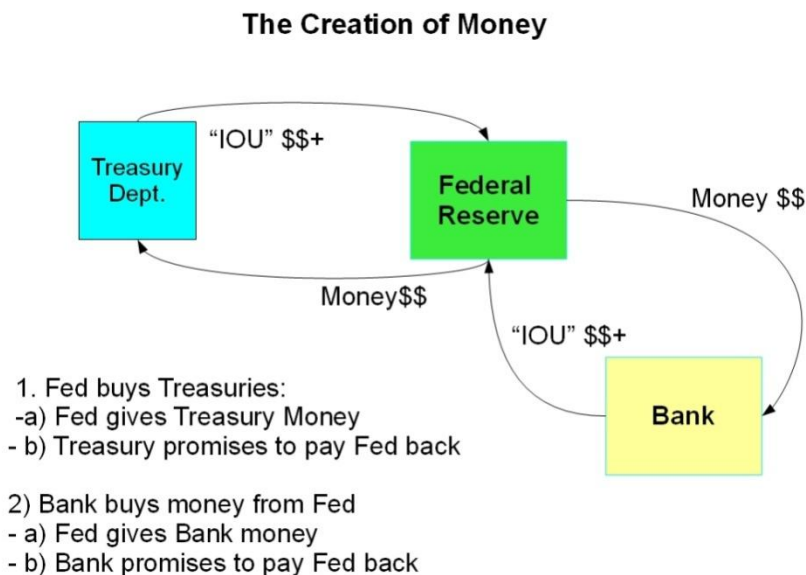 The Creation of Money
"IOU" $$+
Treasury
Dept.
Federal
Reserve
Money $$
Money$$
"IOU" $$+
Bank
1. Fed buys Treasuries:
-a) Fed gives Treasury Money
- b) Treasury promises to pay Fed back
2) Bank buys money from Fed
- a) Fed gives Bank money
- b) Bank promises to pay Fed back